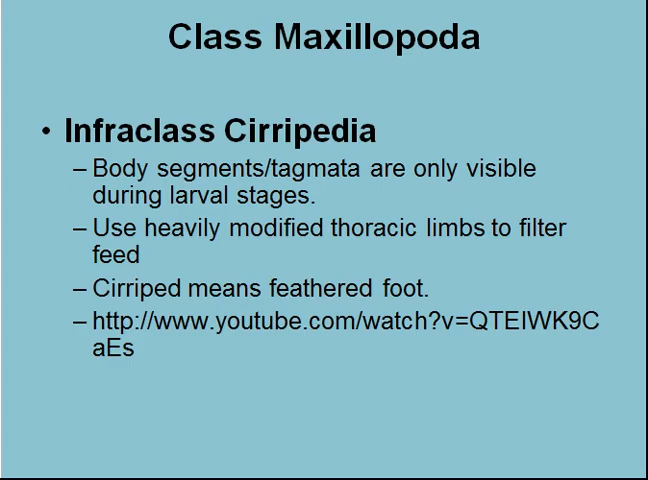 Class Maxillopoda
• Infraclass Cirripedia
– Body segments/tagmata are only visible
during larval stages.
– Use heavily modified thoracic limbs to filter
feed
– Cirriped means feathered foot.
– http://www.youtube.com/watch?v=QTEIWK9C
aEs